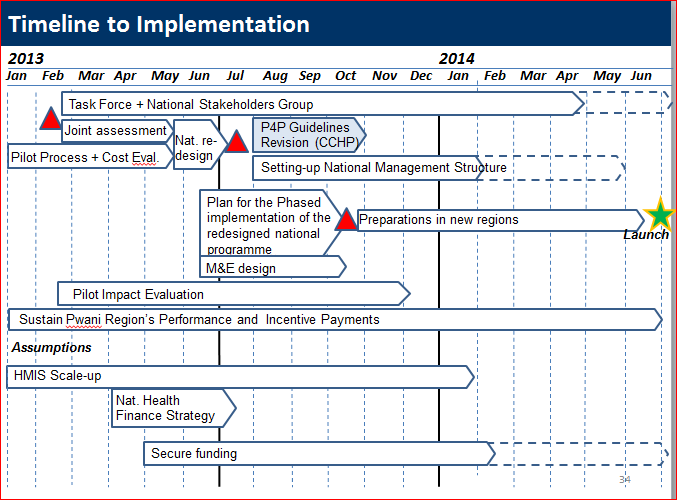 Timeline to Implementation
2013 2014
Jan Feb Mar Apr May Jun Jul Aug Sep Oct Nov Dec Jan Feb Mar Apr May Jun
Task Force + National Stakeholders Group
Joint assessment
Pilot Process + Cost Eval.
Nat. re-
design
P4P Guidelines
Revision (CCHP)
Setting-up National Management Structure
Plan for the Phased
implementation of the
redesigned national
programme
Preparations in new regions
Launch
M&E design
Pilot Impact Evaluation
Sustain Pwani Region's Performance and Incentive Payments
Assumptions
HMIS Scale-up
Nat. Health
Finance Strategy
Secure funding
34